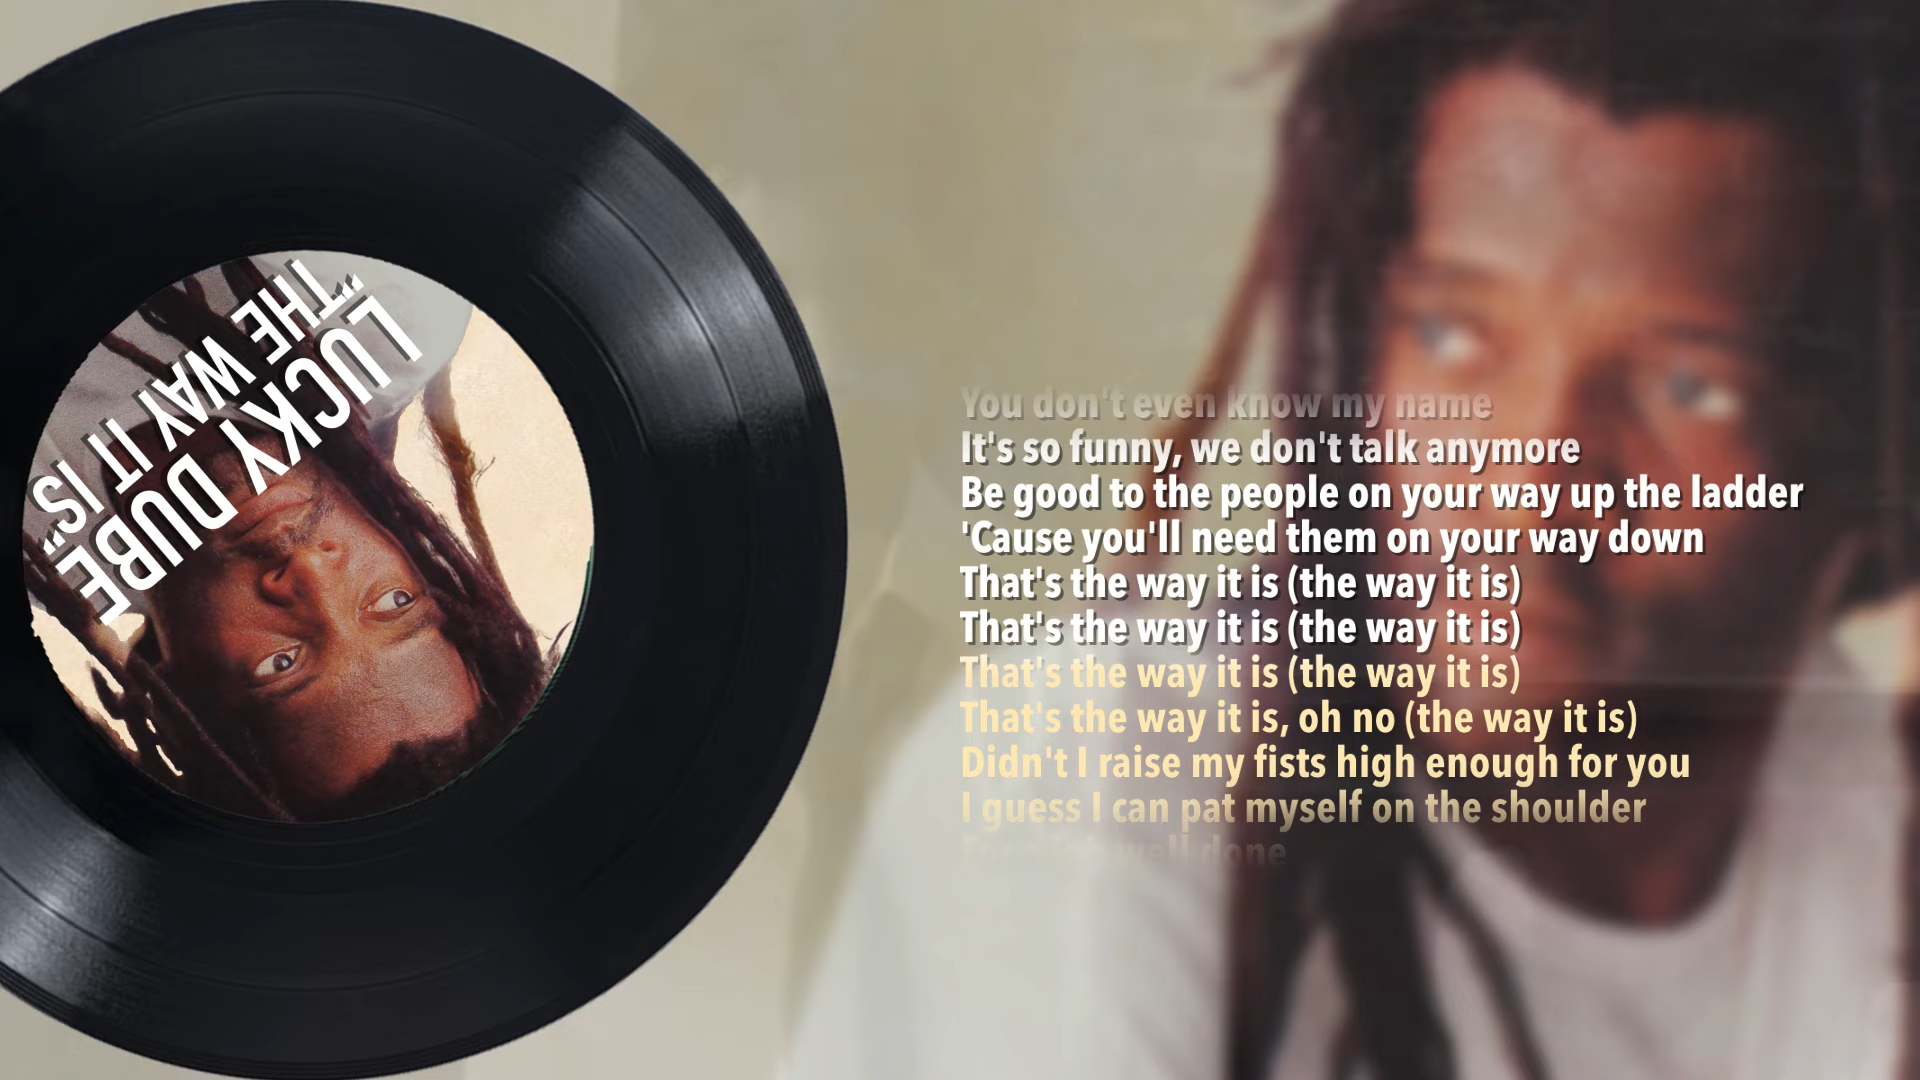 LUCKY DUBE
"THE WAY IT IS"
You don't even know my name
It's so funny, we don't talk anymore
Be good to the people on your way up the ladder
'Cause you'll need them on your way down
That's the way it is (the way it is)
That's the way it is (the way it is)
That's the way it is (the way it is)
That's the way it is, oh no (the way it is)
Didn't I raise my fists high enough for you
I guess I can pat myself on the shoulder
For a job well done